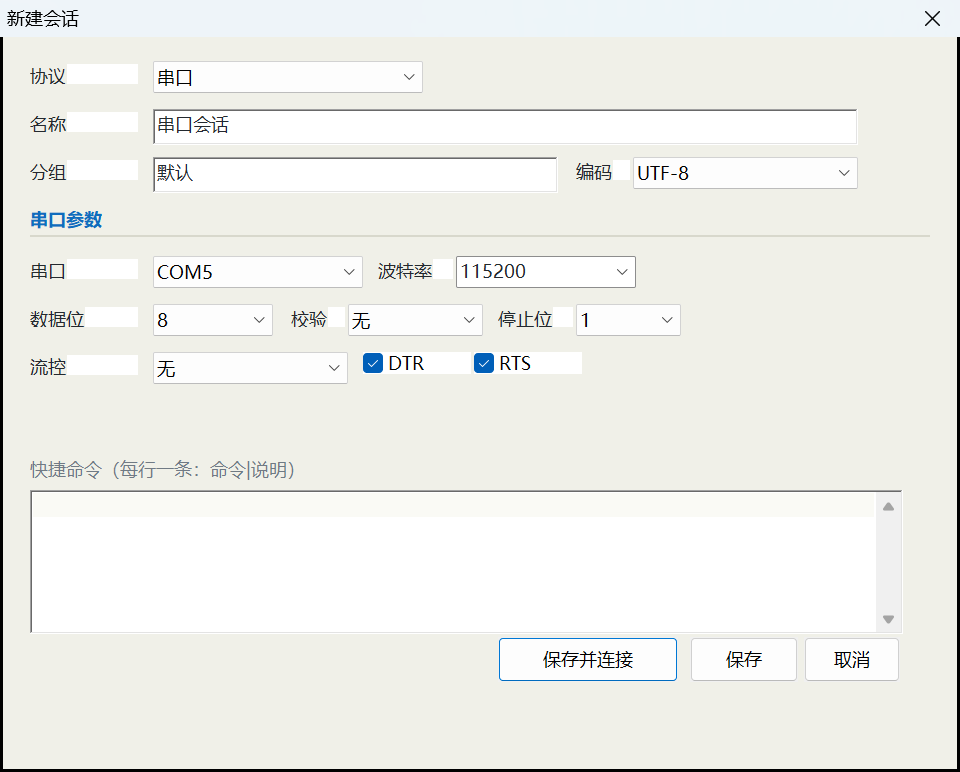 新建会话
协议 串口
名称 串口会话
分组 默认 编码 UTF-8
串口参数
串口 COM5 波特率 115200
数据位 8 校验 无 停止位 1
流控 无 DTR RTS
快捷命令（每行一条：命令|说明）
保存并连接 保存 取消